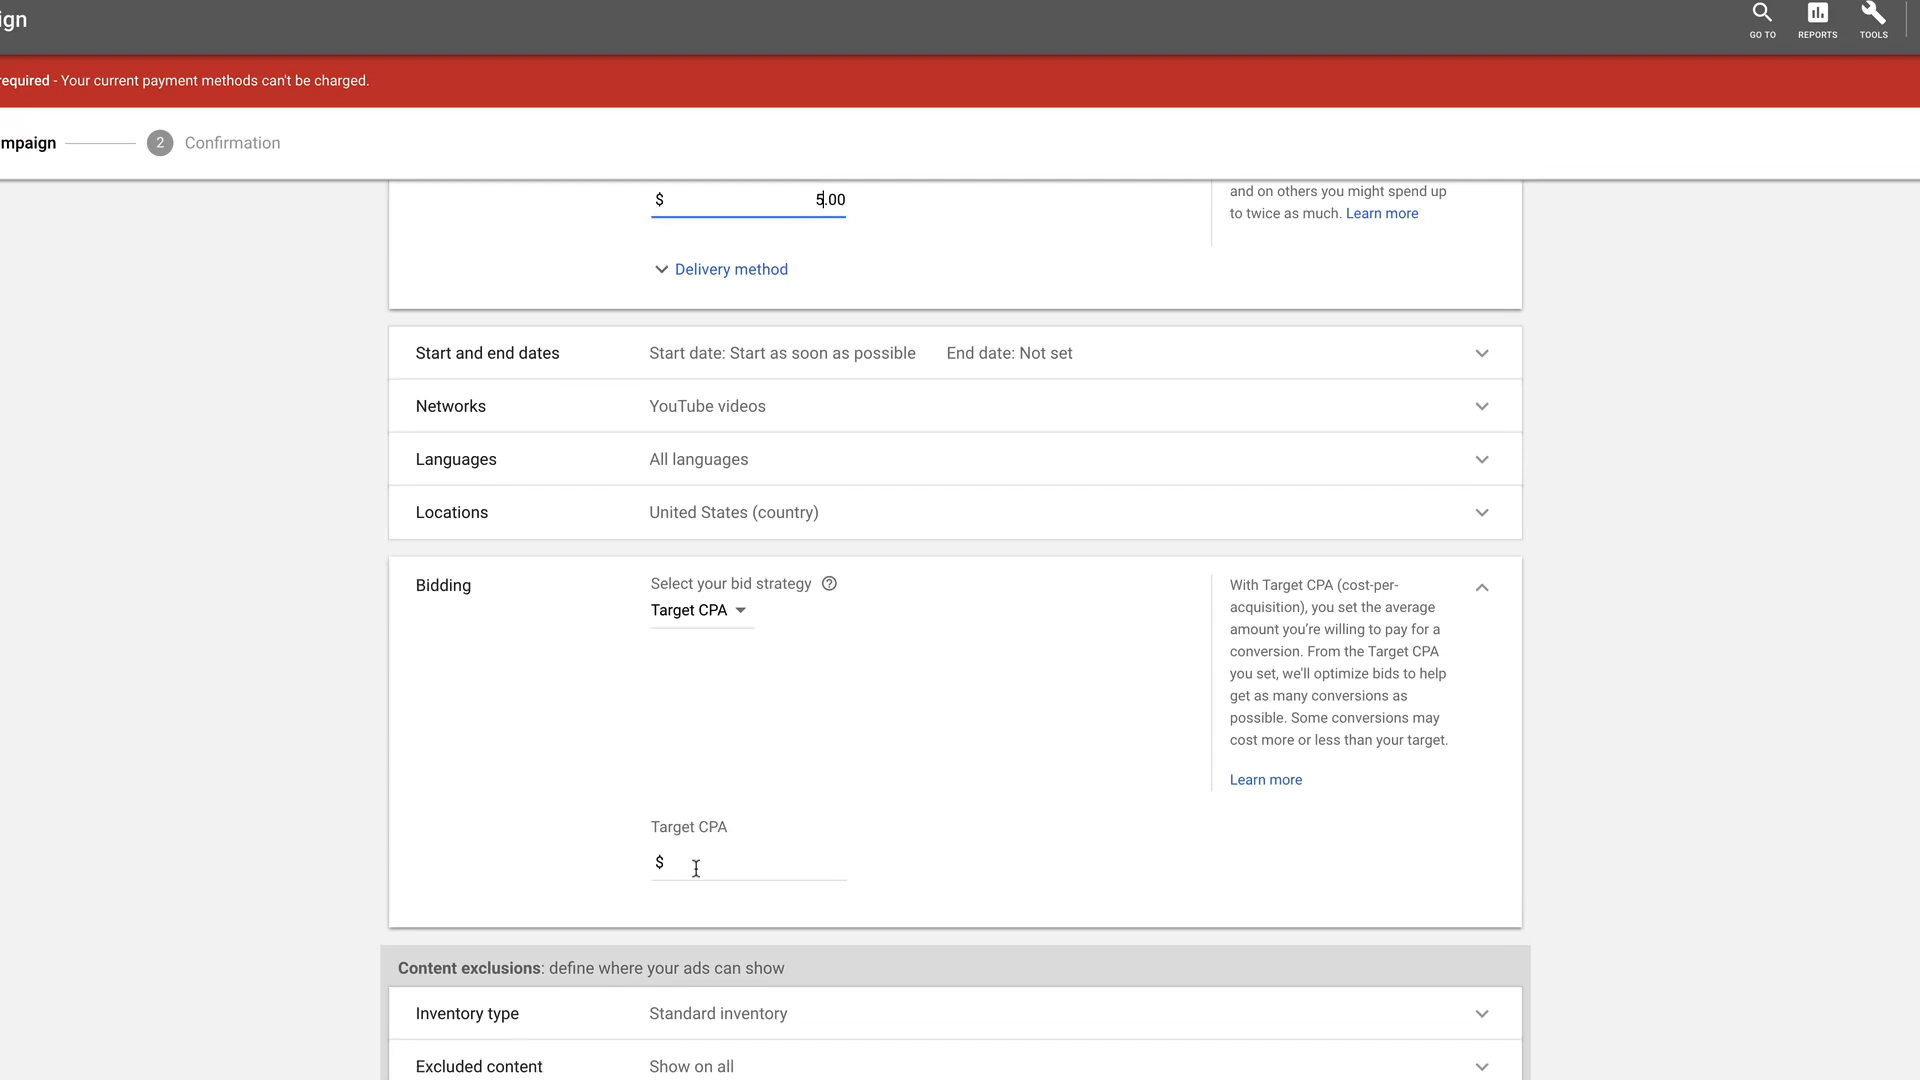 ign
GO TO
REPORTS
TOOLS
required - Your current payment methods can't be charged.
mpaign
2
Confirmation
$ 5.00
and on others you might spend up
to twice as much. Learn more
Delivery method
Start and end dates
Start date: Start as soon as possible
End date: Not set
Networks
YouTube videos
Languages
All languages
Locations
United States (country)
Bidding
Select your bid strategy
Target CPA
With Target CPA (cost-per-
acquisition), you set the average
amount you're willing to pay for a
conversion. From the Target CPA
you set, we'll optimize bids to help
get as many conversions as
possible. Some conversions may
cost more or less than your target.
Learn more
Target CPA
$
Content exclusions: define where your ads can show
Inventory type
Standard inventory
Excluded content
Show on all